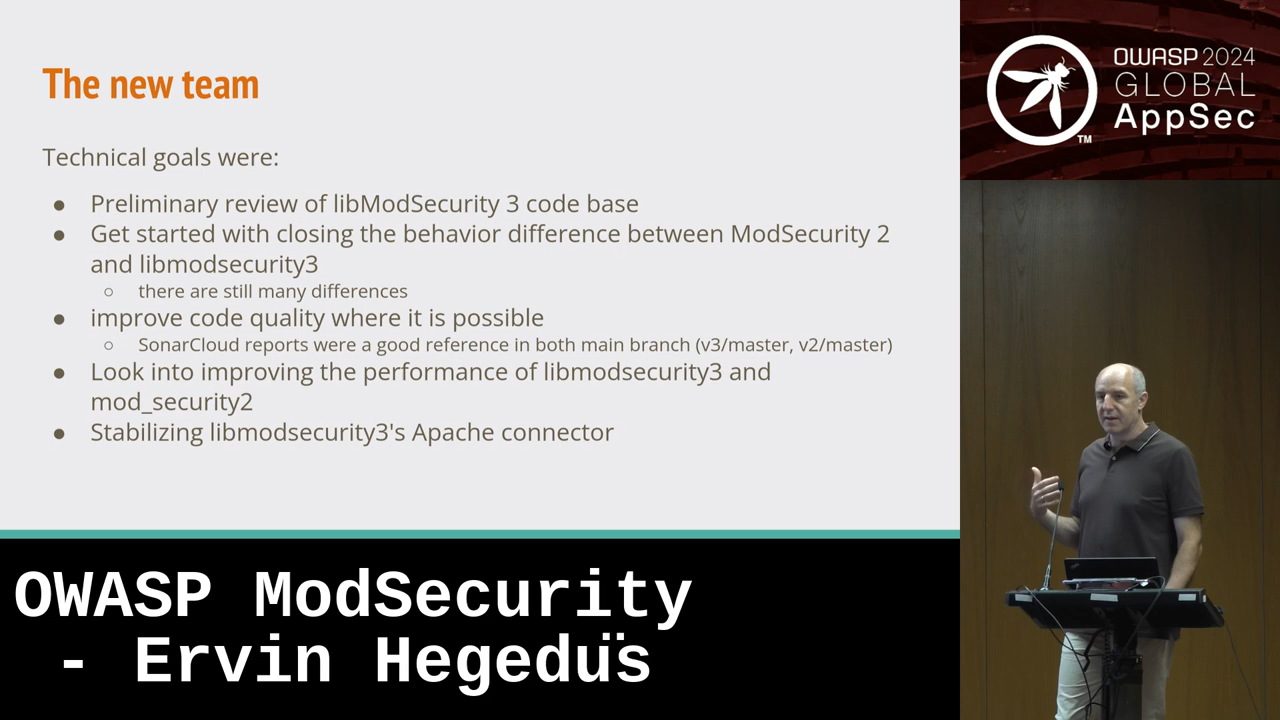 The new team
Technical goals were:
● Preliminary review of libModSecurity 3 code base
● Get started with closing the behavior difference between ModSecurity 2
and libmodsecurity3
○ there are still many differences
● improve code quality where it is possible
○ SonarCloud reports were a good reference in both main branch (v3/master, v2/master)
● Look into improving the performance of libmodsecurity3 and
mod_security2
● Stabilizing libmodsecurity3's Apache connector
OWASP ModSecurity
- Ervin Hegedüs
OWASP 2024
GLOBAL
AppSec
TM